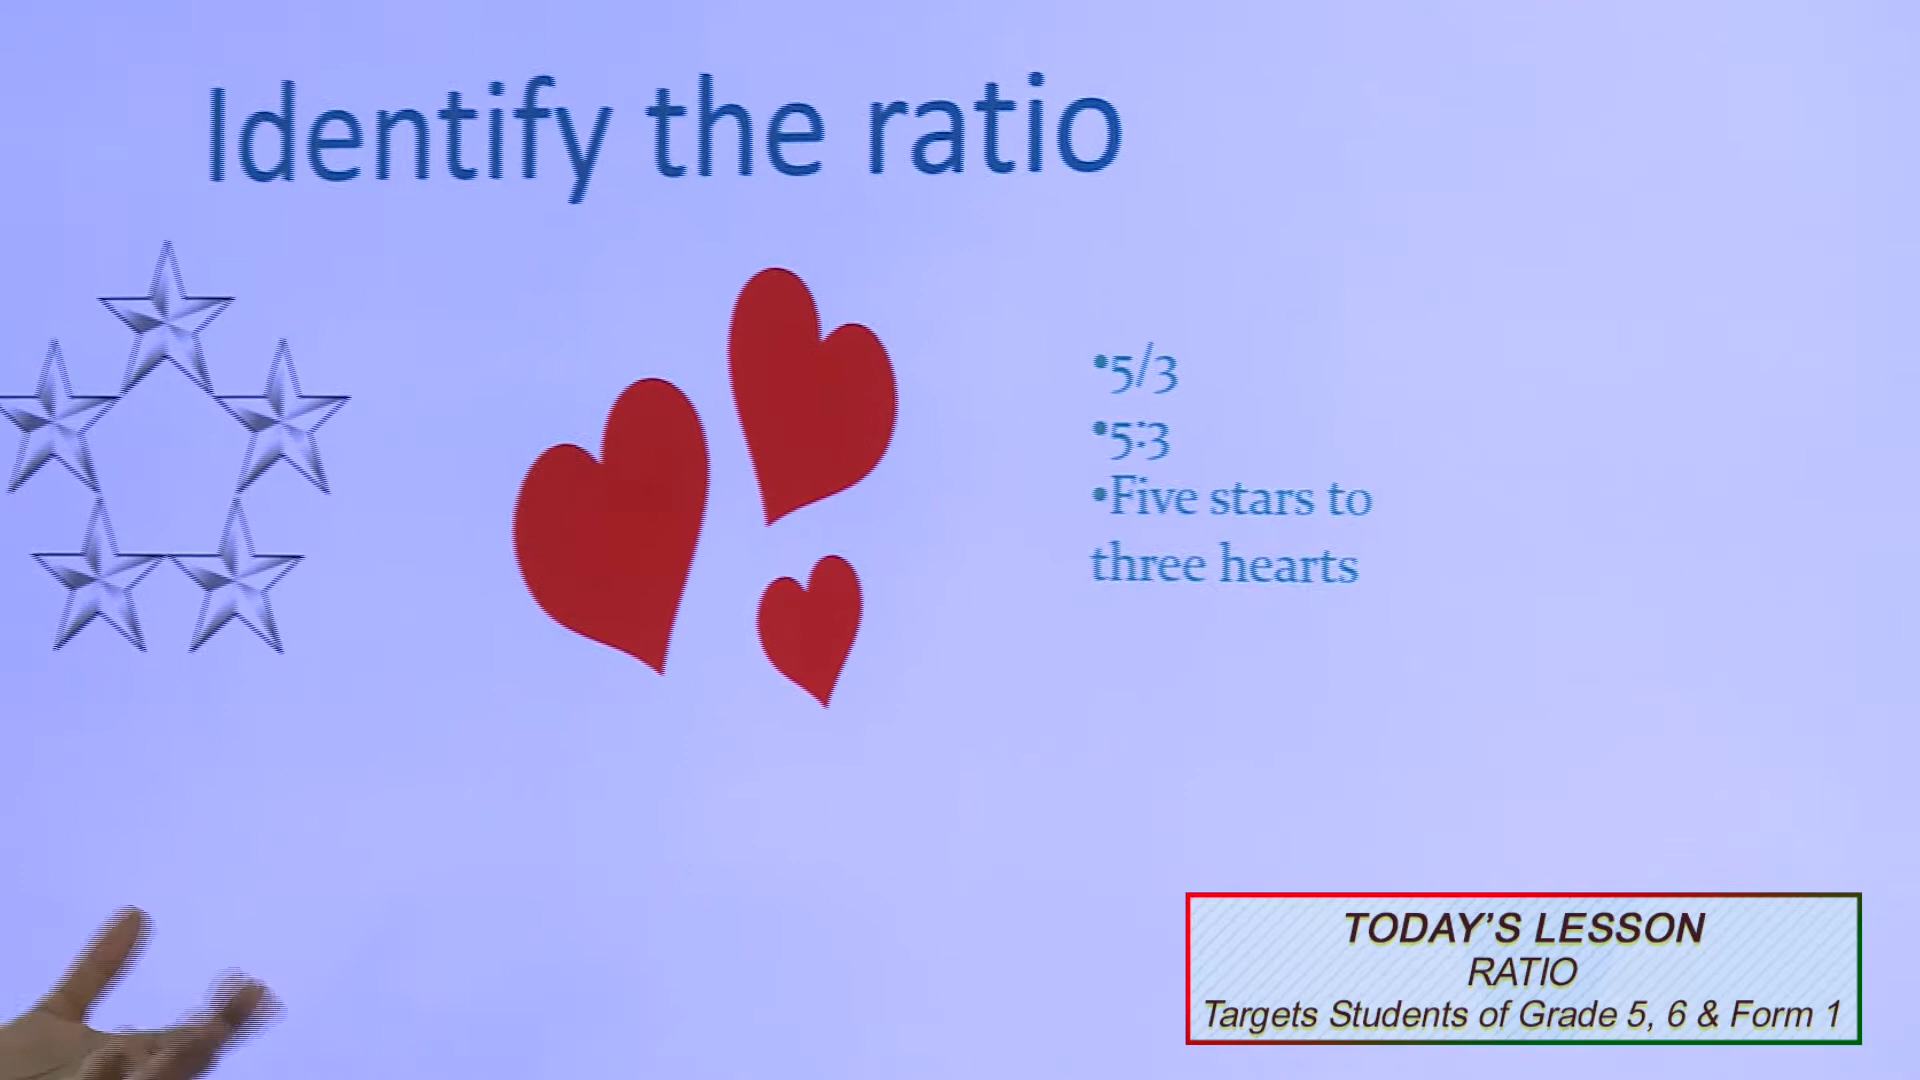 Identify the ratio
•5/3
•5:3
•Five stars to
three hearts
TODAY'S LESSON
RATIO
Targets Students of Grade 5, 6 & Form 1